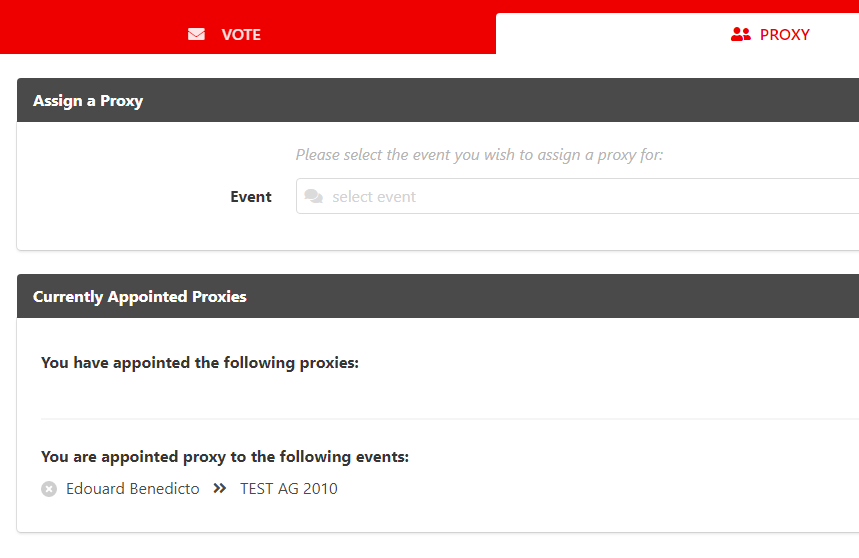 VOTE
PROXY
Assign a Proxy
Please select the event you wish to assign a proxy for:
Event
select event
Currently Appointed Proxies
You have appointed the following proxies:
You are appointed proxy to the following events:
Edouard Benedicto » TEST AG 2010